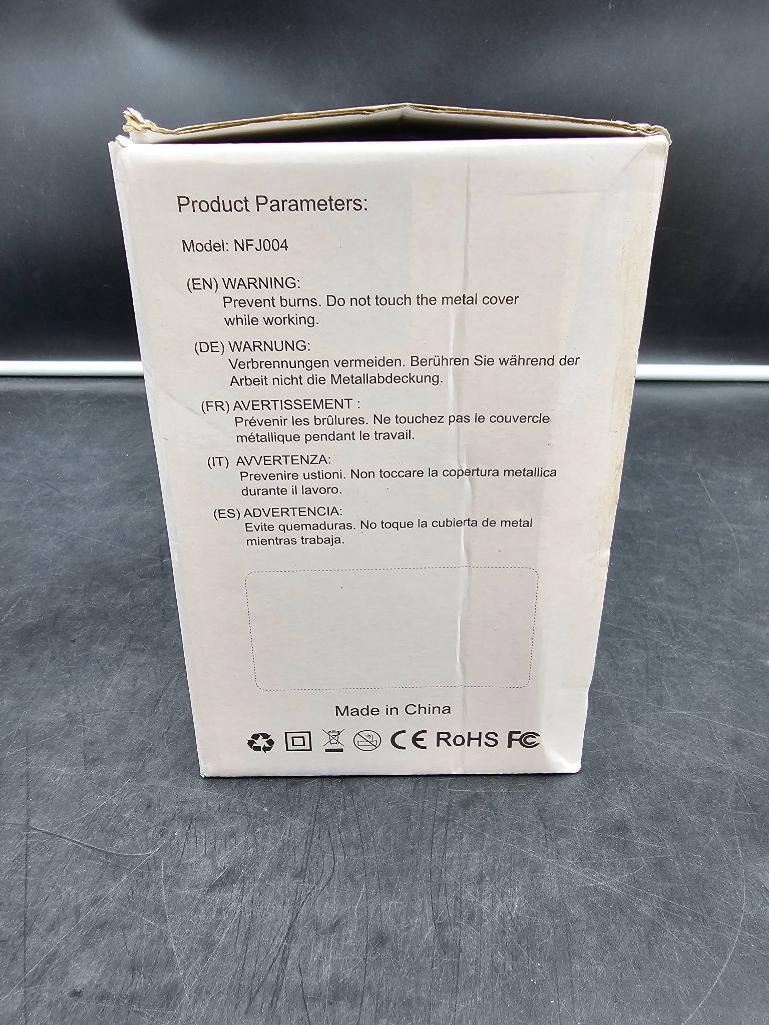 Product Parameters:
Model: NFJ004
(EN) WARNING:
Prevent burns. Do not touch the metal cover
while working.
(DE) WARNUNG:
Verbrennungen vermeiden. Berühren Sie während der
Arbeit nicht die Metallabdeckung.
(FR) AVERTISSEMENT :
Prévenir les brûlures. Ne touchez pas le couvercle
métallique pendant le travail.
(IT) AVVERTENZA:
Prevenire ustioni. Non toccare la copertura metallica
durante il lavoro.
(ES) ADVERTENCIA:
Evite quemaduras. No toque la cubierta de metal
mientras trabaja.
Made in China
CE RoHS FC